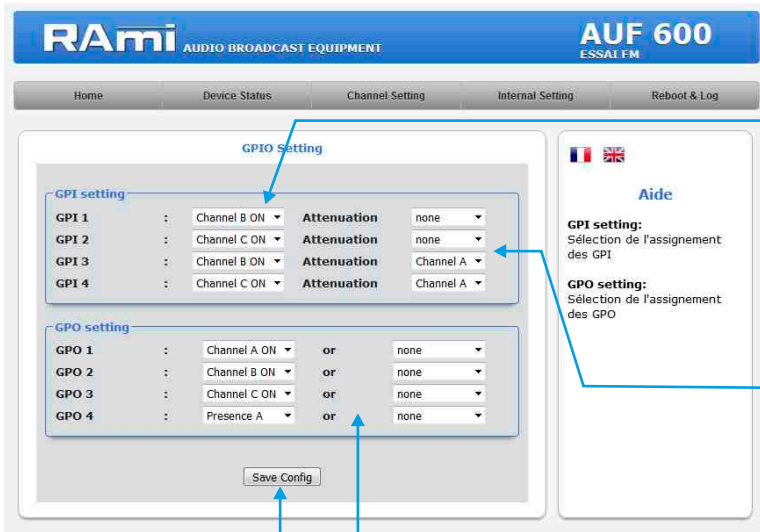 RAmi AUDIO BROADCAST EQUIPMENT
AUF 600
ESSAI FM
Home Device Status Channel Setting Internal Setting Reboot & Log
GPIO Setting
GPI setting
GPI 1 : Channel B ON Attenuation none
GPI 2 : Channel C ON Attenuation none
GPI 3 : Channel B ON Attenuation Channel A
GPI 4 : Channel C ON Attenuation Channel A
GPO setting
GPO 1 : Channel A ON or none
GPO 2 : Channel B ON or none
GPO 3 : Channel C ON or none
GPO 4 : Presence A or none
Save Config
Aide
GPI setting:
Sélection de l'assignement
des GPI
GPO setting:
Sélection de l'assignement
des GPO